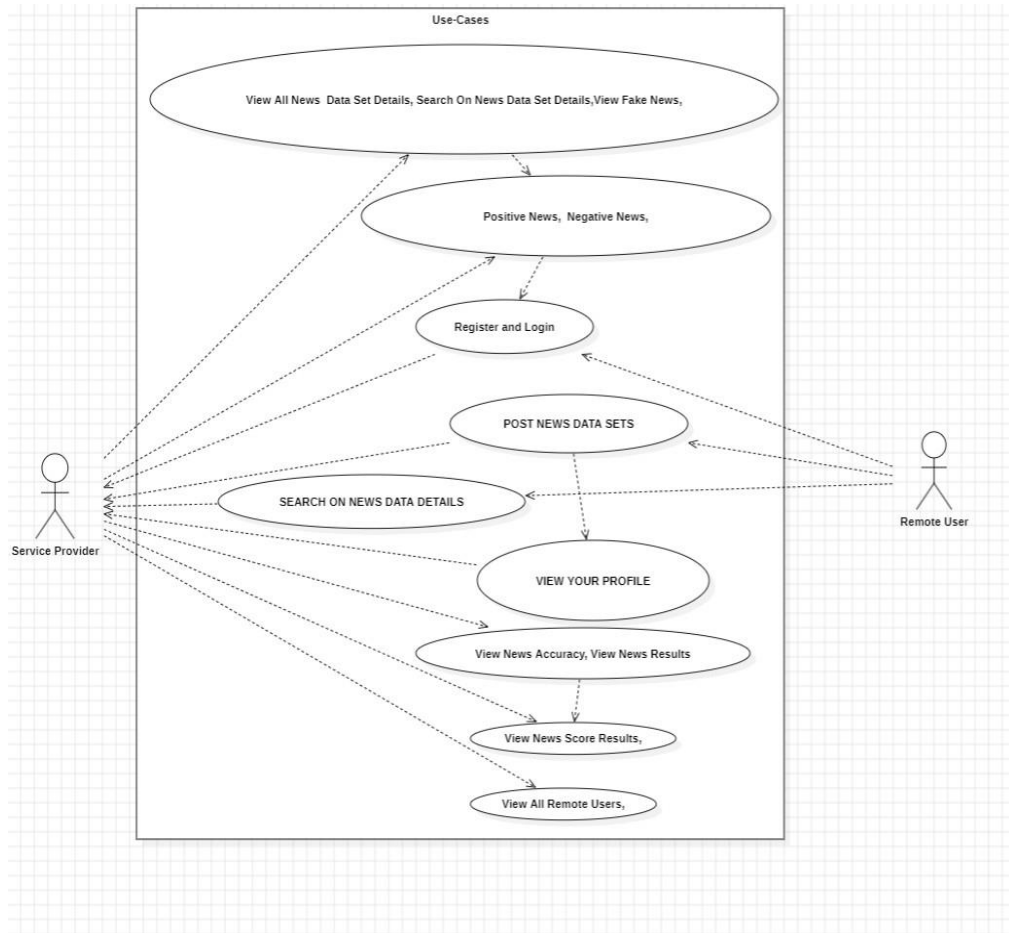 Use-Cases
View All News  Data Set Details, Search On News Data Set Details,View Fake News,
Positive News,  Negative News,
Register and Login
POST NEWS DATA SETS
SEARCH ON NEWS DATA DETAILS
Remote User
Service Provider
VIEW YOUR PROFILE
View News Accuracy, View News Results
View News Score Results,
View All Remote Users,